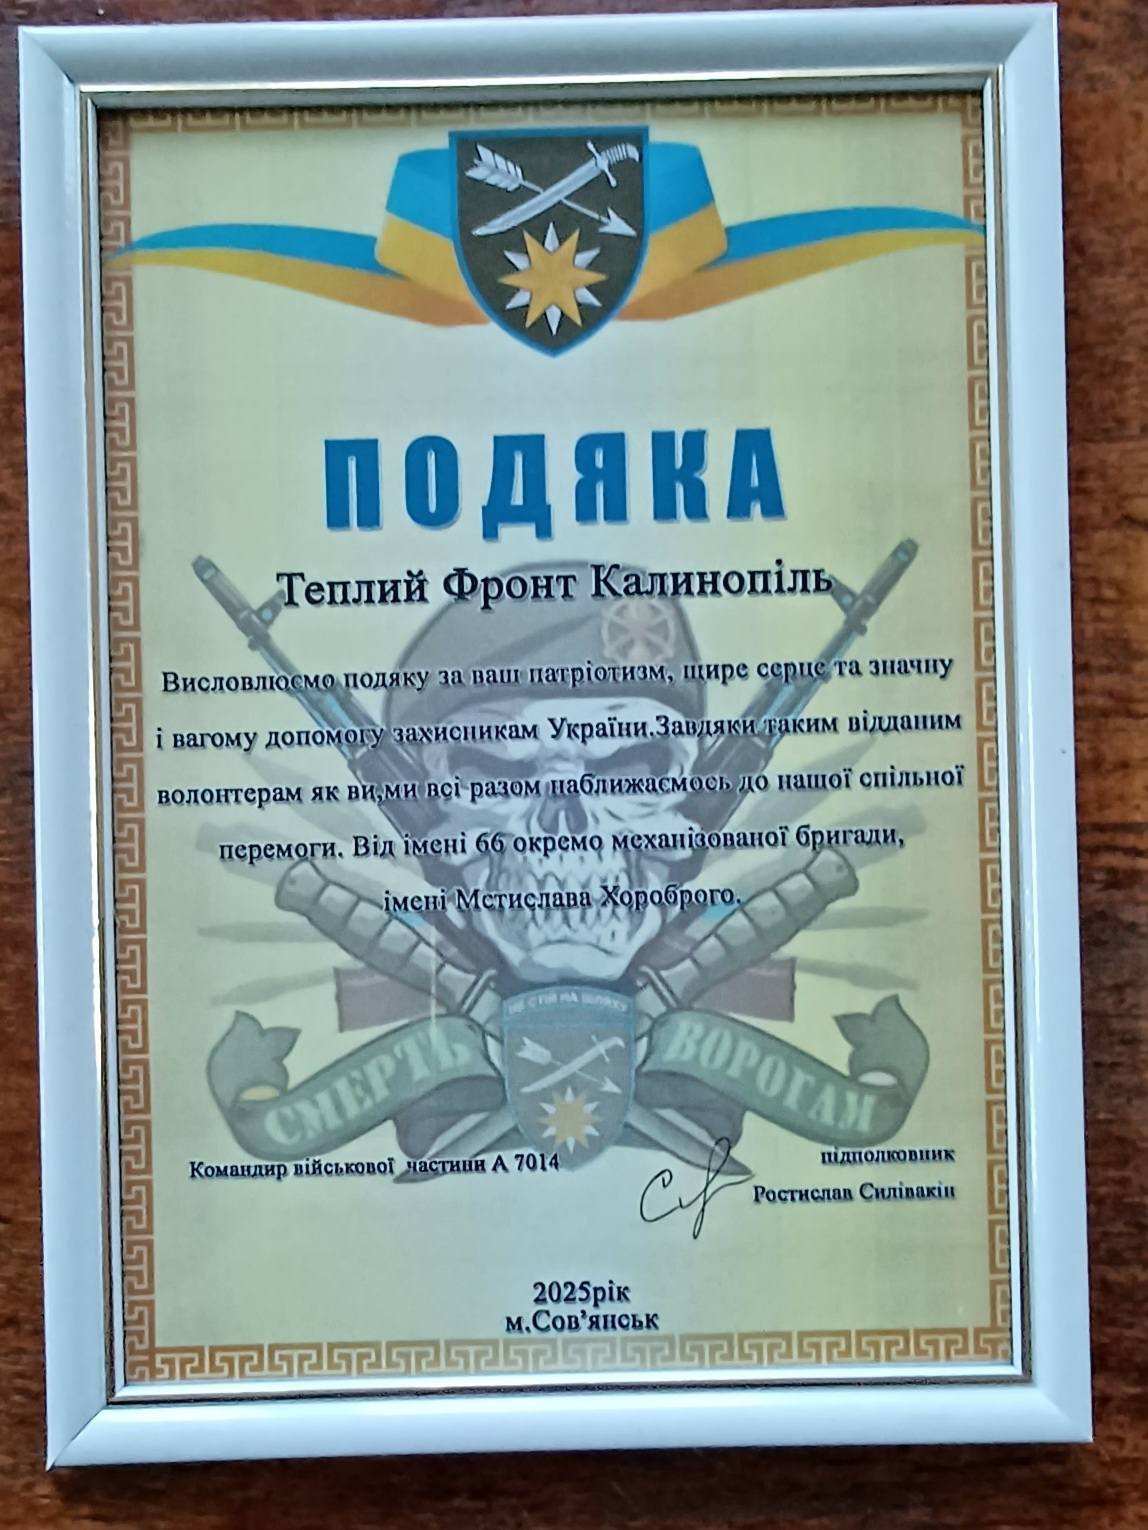 ПОДЯКА
Теплий Фронт Калинопіль
Висловлюємо подяку за ваш патріотизм, щире серце та значну
і вагому допомогу захисникам України.Завдяки таким відданим
волонтерам як ви,ми всі разом наближаємось до нашої спільної
перемоги. Від імені 66 окремо механізованої бригади,
імені Мстислава Хороброго.
СМЕРТЬ ВОРОГАМ
Командир військової частини А 7014
підполковник
Ростислав Силівакін
2025рік
м.Сов’янськ